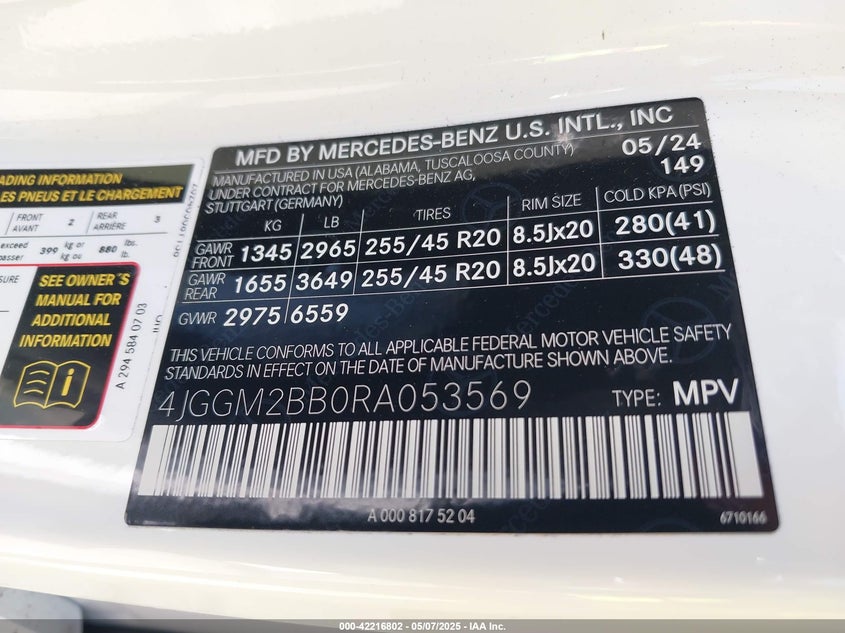 ADING INFORMATION
LES PNEUS ET LE CHARGEMENT
FRONT AVANT 2 REAR ARRIÈRE 3
exceed 399 kg or 880 lbs.
passer kg ou lb.
SURE
SEE OWNER'S
MANUAL FOR
ADDITIONAL
INFORMATION
A 294 584 07 03
MFD BY MERCEDES-BENZ U.S. INTL., INC
MANUFACTURED IN USA (ALABAMA, TUSCALOOSA COUNTY) 05/24
UNDER CONTRACT FOR MERCEDES-BENZ AG, 149
STUTTGART (GERMANY)
KG LB TIRES RIM SIZE COLD KPA (PSI)
GAWR FRONT 1345 2965 255/45 R20 8.5Jx20 280(41)
GAWR REAR 1655 3649 255/45 R20 8.5Jx20 330(48)
GVWR 2975 6559
THIS VEHICLE CONFORMS TO ALL APPLICABLE FEDERAL MOTOR VEHICLE SAFETY
STANDARDS IN EFFECT ON THE DATE OF MANUFACTURE SHOWN ABOVE.
4JGGM2BB0RA053569 TYPE: MPV
A 000 817 52 04 6710166
000-42216802 - 05/07/2025 - IAA Inc.